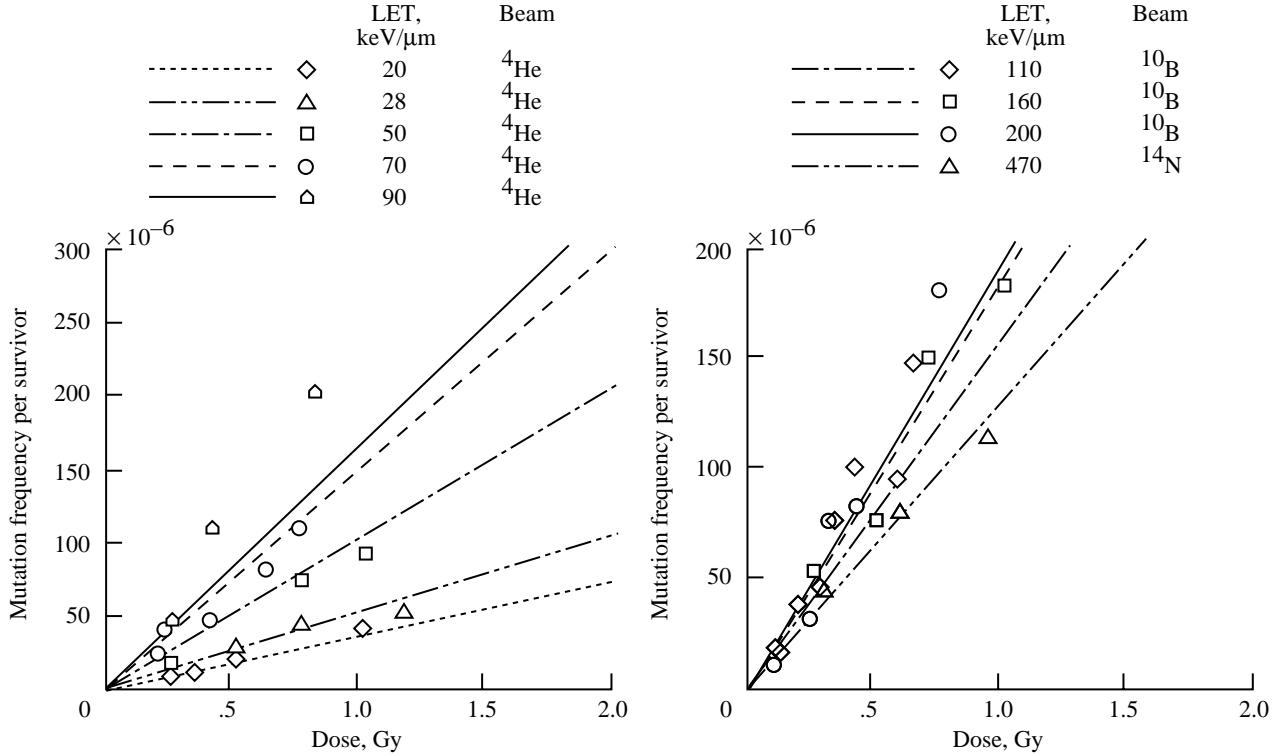 LET, Beam
keV/μm
20 ⁴He
28 ⁴He
50 ⁴He
70 ⁴He
90 ⁴He
300 × 10⁻⁶
250
200
150
100
50
0 .5 1.0 1.5 2.0
Dose, Gy
Mutation frequency per survivor
LET, Beam
keV/μm
110 ¹⁰B
160 ¹⁰B
200 ¹⁰B
470 ¹⁴N
200 × 10⁻⁶
150
100
50
0 .5 1.0 1.5 2.0
Dose, Gy
Mutation frequency per survivor